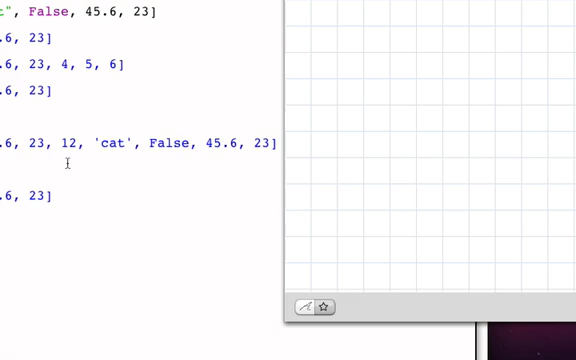 t", False, 45.6, 23]
.6, 23]
.6, 23, 4, 5, 6]
.6, 23]
.6, 23, 12, 'cat', False, 45.6, 23]
.6, 23]